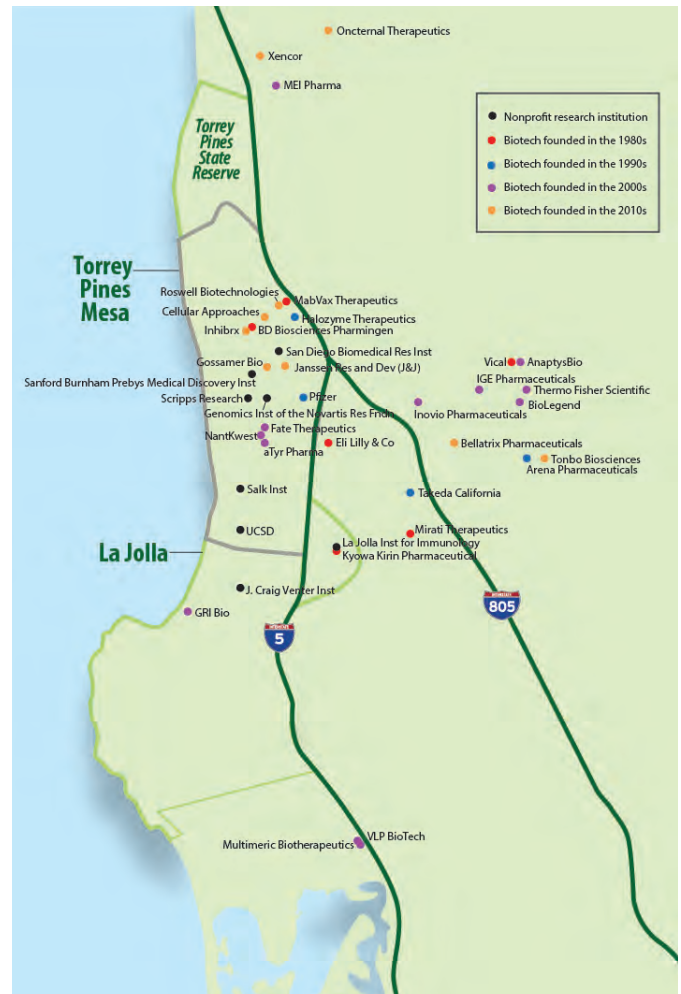 Oncternal Therapeutics
Xencor
MEI Pharma
Torrey
Pines
State
Reserve
Nonprofit research institution
Biotech founded in the 1980s
Biotech founded in the 1990s
Biotech founded in the 2000s
Biotech founded in the 2010s
Torrey
Pines
Mesa
Roswell Biotechnologies
MabVax Therapeutics
Cellular Approaches
Halozyme Therapeutics
Inhibrx
BD Biosciences Pharmingen
San Diego Biomedical Res Inst
Gossamer Bio
Janssen Res and Dev (J&J)
Vical
AnaptysBio
IGE Pharmaceuticals
Sanford Burnham Prebys Medical Discovery Inst
Thermo Fisher Scientific
Scripps Research
Pfizer
BioLegend
Genomics Inst of the Novartis Res Fndn
Inovio Pharmaceuticals
Fate Therapeutics
NantKwest
aTyr Pharma
Eli Lilly & Co
Bellatrix Pharmaceuticals
Tonbo Biosciences
Arena Pharmaceuticals
Salk Inst
Takeda California
UCSD
Mirati Therapeutics
La Jolla Inst for Immunology
La Jolla
Kyowa Kirin Pharmaceutical
J. Craig Venter Inst
GRI Bio
INTERSTATE
805
INTERSTATE
5
VLP BioTech
Multimeric Biotherapeutics